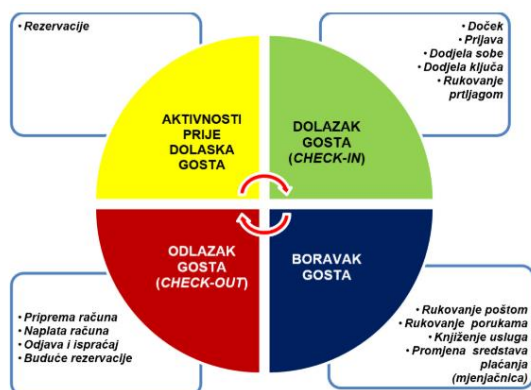 • Rezervacije
• Doček
• Prijava
• Dodjela sobe
• Dodjela ključa
• Rukovanje
prtljagom
AKTIVNOSTI
PRIJE
DOLASKA
GOSTA
DOLAZAK
GOSTA
(CHECK-IN)
ODLAZAK
GOSTA
(CHECK-OUT)
BORAVAK
GOSTA
• Priprema računa
• Naplata računa
• Odjava i ispraćaj
• Buduće rezervacije
• Rukovanje poštom
• Rukovanje porukama
• Knjiženje usluga
• Promjena sredstava
plaćanja
(mjenjačnica)